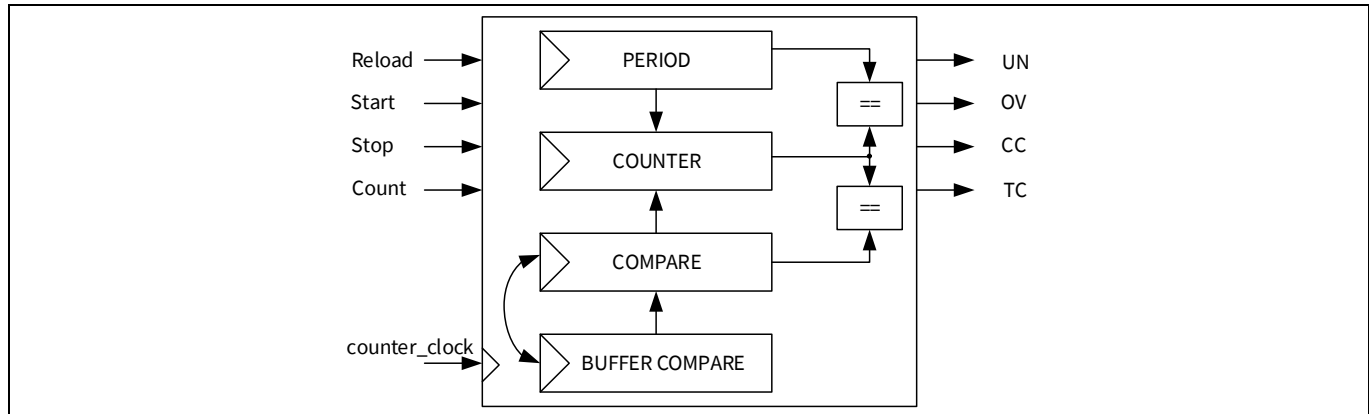 Reload
Start
Stop
Count
counter_clock
PERIOD
COUNTER
COMPARE
BUFFER COMPARE
==
==
UN
OV
CC
TC